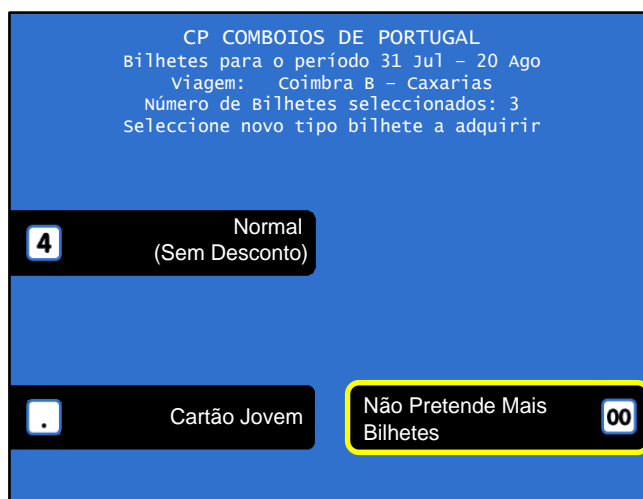 CP COMBOIOS DE PORTUGAL
Bilhetes para o período 31 Jul – 20 Ago
Viagem: Coimbra B – Caxarias
Número de Bilhetes seleccionados: 3
Seleccione novo tipo bilhete a adquirir
4 Normal
(Sem Desconto)
. Cartão Jovem
Não Pretende Mais 00
Bilhetes